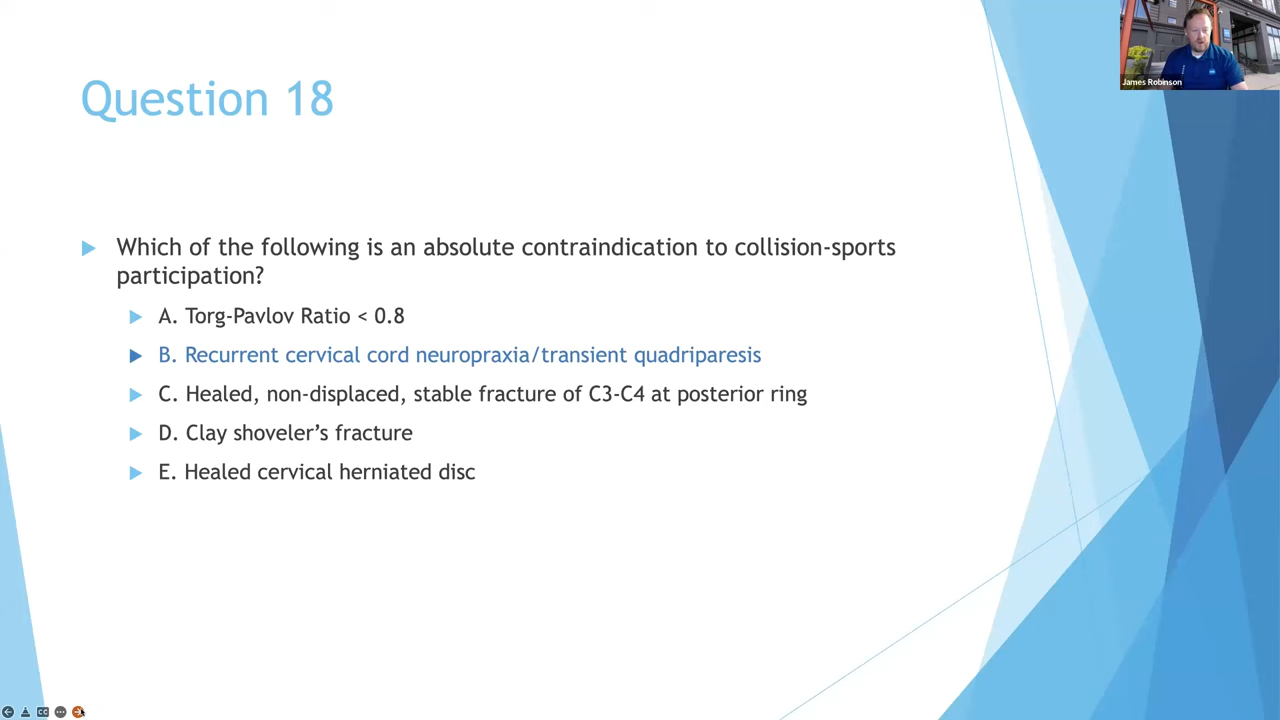 James Robinson
Question 18
Which of the following is an absolute contraindication to collision-sports
participation?
A. Torg-Pavlov Ratio < 0.8
B. Recurrent cervical cord neuropraxia/transient quadriparesis
C. Healed, non-displaced, stable fracture of C3-C4 at posterior ring
D. Clay shoveler’s fracture
E. Healed cervical herniated disc
CC